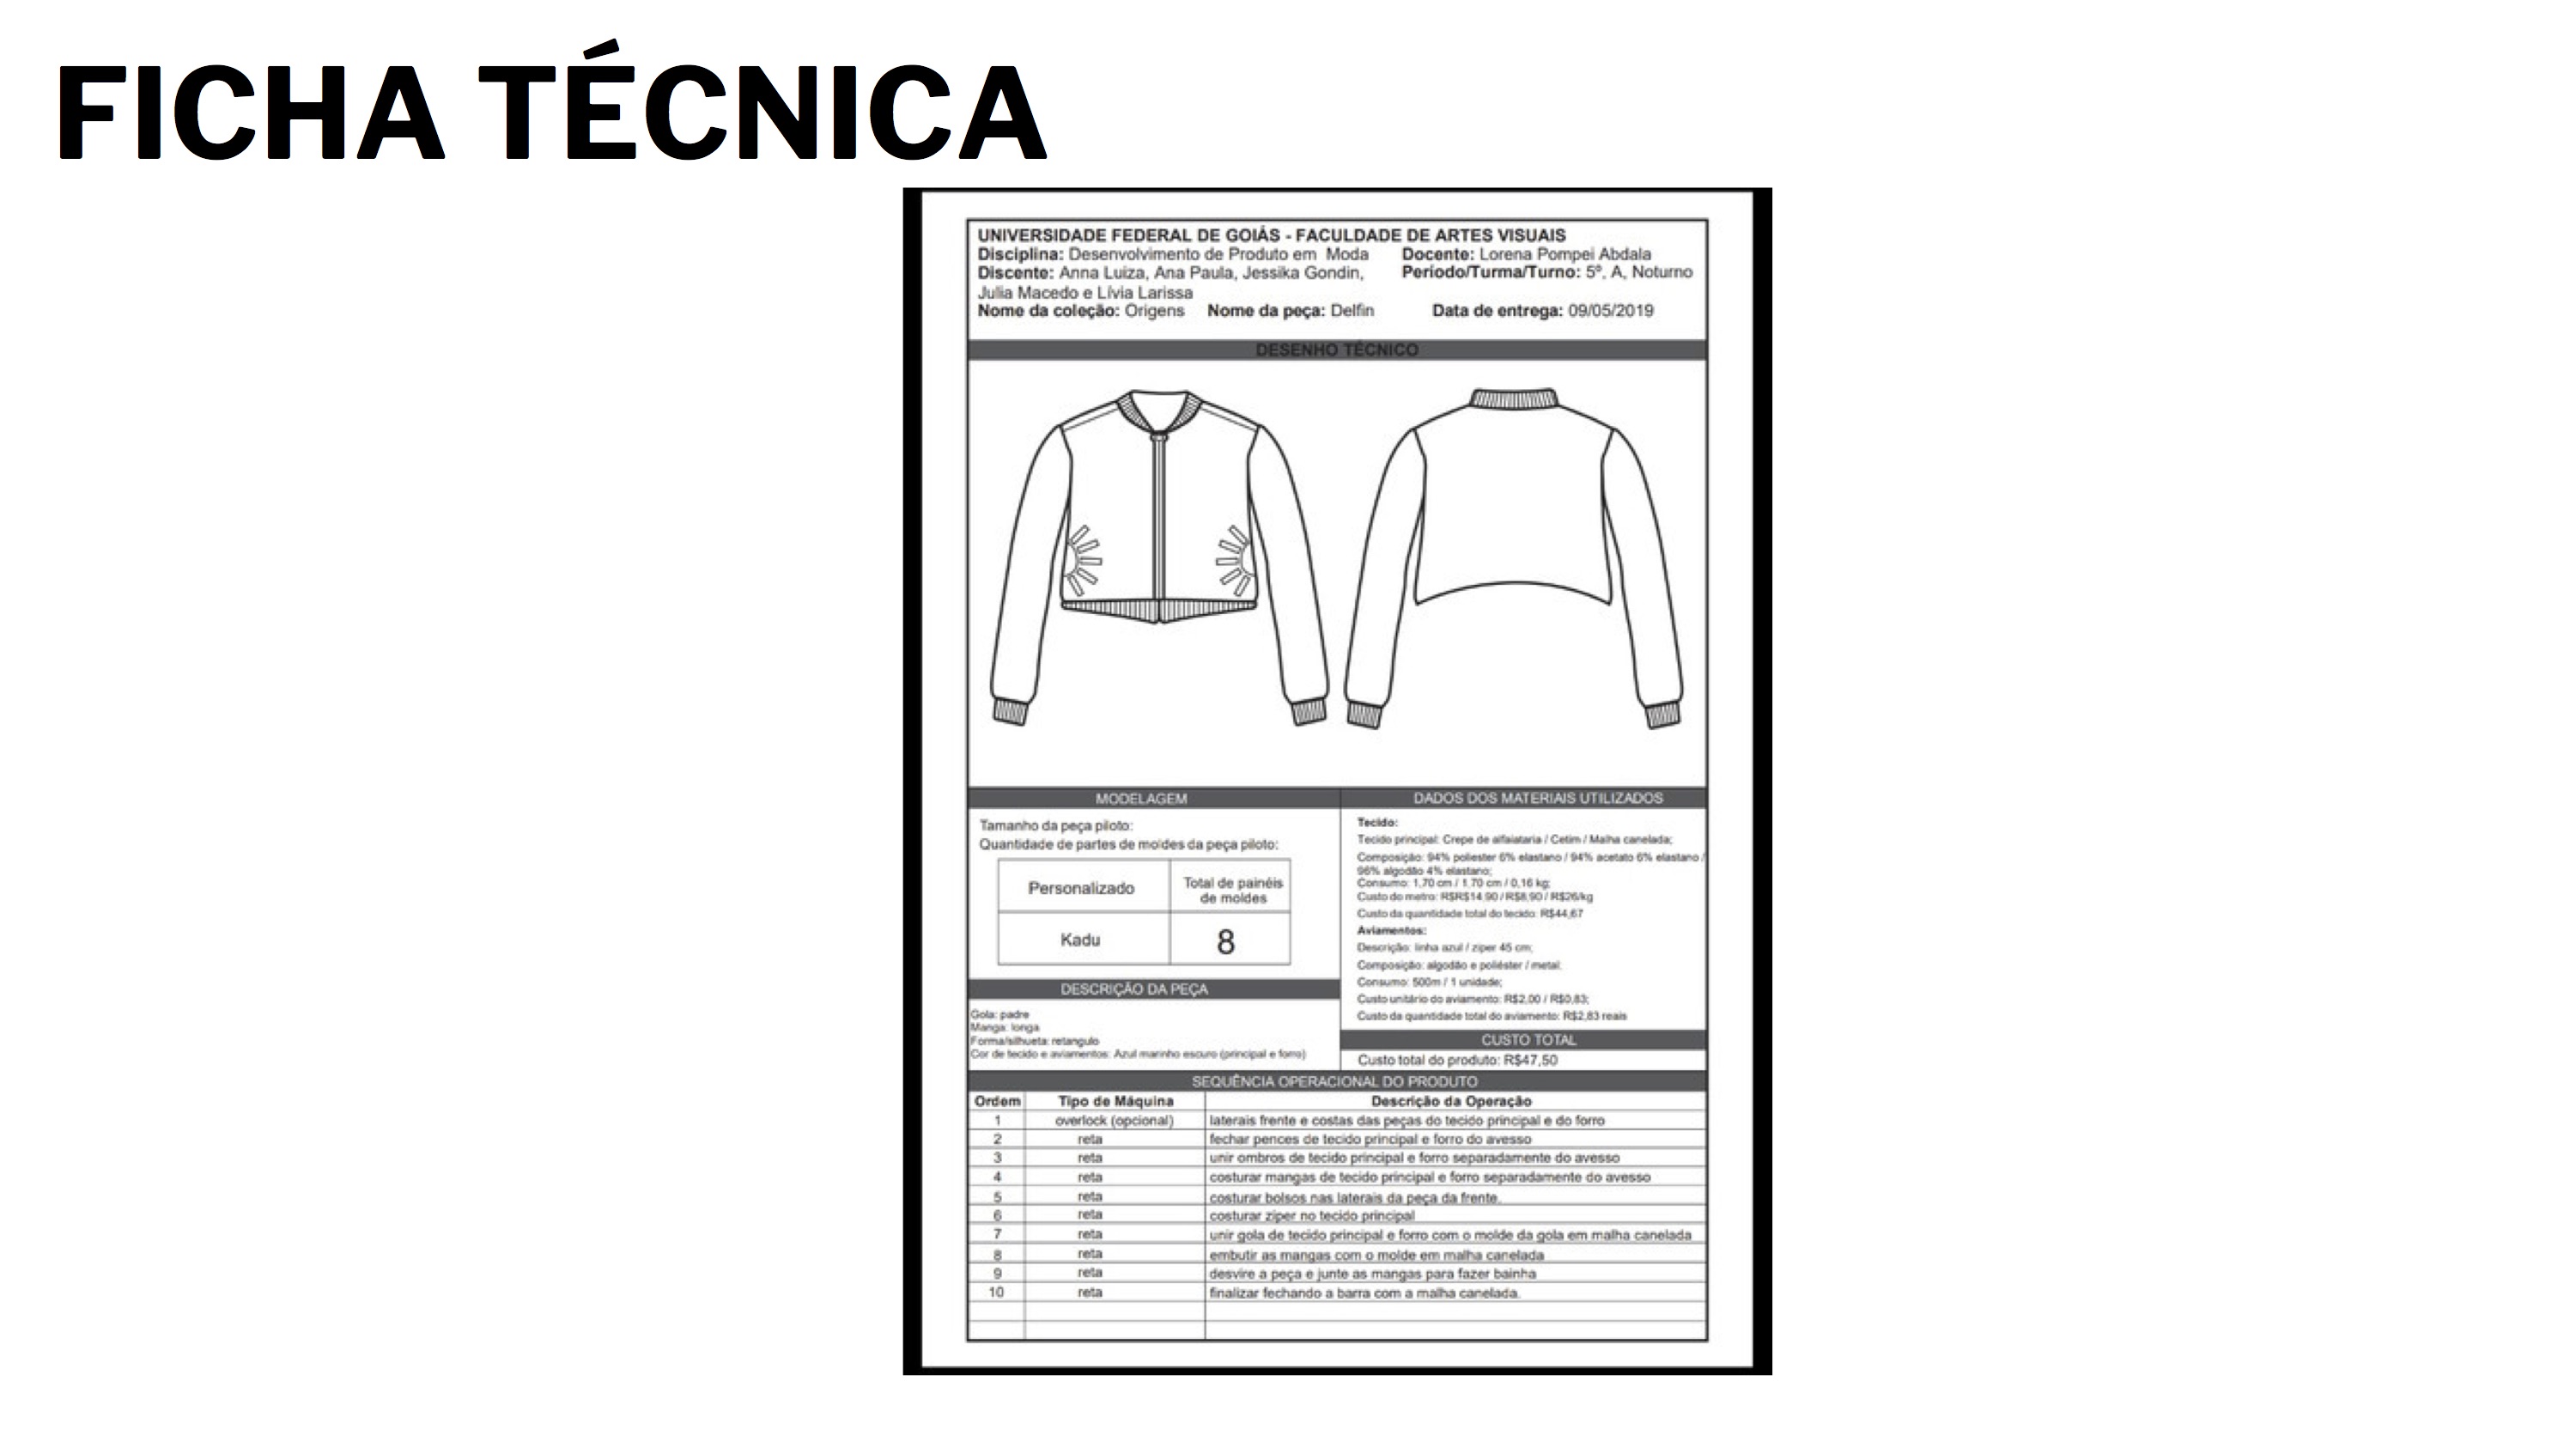 FICHA TÉCNICA
UNIVERSIDADE FEDERAL DE GOIÁS - FACULDADE DE ARTES VISUAIS
Disciplina: Desenvolvimento de Produto em Moda Docente: Lorena Pompei Abdala
Discente: Anna Luiza, Ana Paula, Jessika Gondin, Período/Turma/Turno: 5º, A, Noturno
Julia Macedo e Lívia Larissa
Nome da coleção: Origens Nome da peça: Delfin Data de entrega: 09/05/2019
DESENHO TÉCNICO
MODELAGEM
Tamanho da peça piloto:
Quantidade de partes de moldes da peça piloto:
Personalizado Total de painéis
de moldes
Kadu 8
DESCRIÇÃO DA PEÇA
Gola: padre
Manga: longa
Forma/silhueta: retangulo
Cor de tecido e aviamentos: Azul marinho escuro (principal e forro)
DADOS DOS MATERIAIS UTILIZADOS
Tecido:
Tecido principal: Crepe de alfaiataria / Cetim / Malha canelada;
Composição: 94% poliester 6% elastano / 94% acetato 6% elastano /
96% algodão 4% elastano;
Consumo: 1,70 cm / 1,70 cm / 0,16 kg;
Custo do metro: R$R$14,90 / R$8,90 / R$26/kg
Custo da quantidade total do tecido: R$44,67
Aviamentos:
Descrição: linha azul / ziper 45 cm;
Composição: algodão e poliéster / metal;
Consumo: 500m / 1 unidade;
Custo unitário do aviamento: R$2,00 / R$0,83;
Custo da quantidade total do aviamento: R$2,83 reais
CUSTO TOTAL
Custo total do produto: R$47,50
SEQUÊNCIA OPERACIONAL DO PRODUTO
Ordem Tipo de Máquina Descrição da Operação
1 overlock (opcional) laterais frente e costas das peças do tecido principal e do forro
2 reta fechar pences de tecido principal e forro do avesso
3 reta unir ombros de tecido principal e forro separadamente do avesso
4 reta costurar mangas de tecido principal e forro separadamente do avesso
5 reta costurar bolsos nas laterais da peça da frente.
6 reta costurar ziper no tecido principal
7 reta unir gola de tecido principal e forro com o molde da gola em malha canelada
8 reta embutir as mangas com o molde em malha canelada
9 reta desvire a peça e junte as mangas para fazer bainha
10 reta finalizar fechando a barra com a malha canelada.